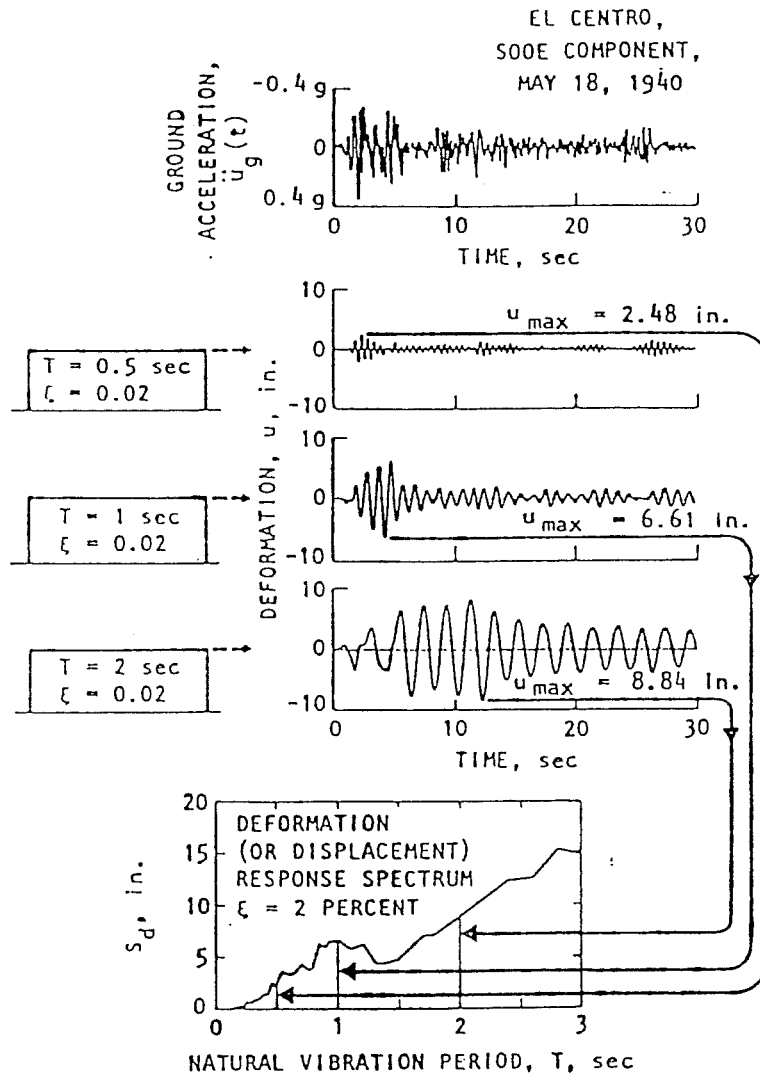 EL CENTRO,
SOOE COMPONENT,
MAY 18, 1940
GROUND
ACCELERATION,
ü_g(t)
-0.4g
0
0.4g
0 10 20 30
TIME, sec
DEFORMATION, u, in.
10
0
-10
u_max = 2.48 in.
T = 0.5 sec
ζ = 0.02
10
0
-10
u_max = 6.61 in.
T = 1 sec
ξ = 0.02
10
0
-10
u_max = 8.84 in.
T = 2 sec
ξ = 0.02
0 10 20 30
TIME, sec
S_d, in.
20
15
10
5
0
DEFORMATION
(OR DISPLACEMENT)
RESPONSE SPECTRUM
ξ = 2 PERCENT
0 1 2 3
NATURAL VIBRATION PERIOD, T, sec